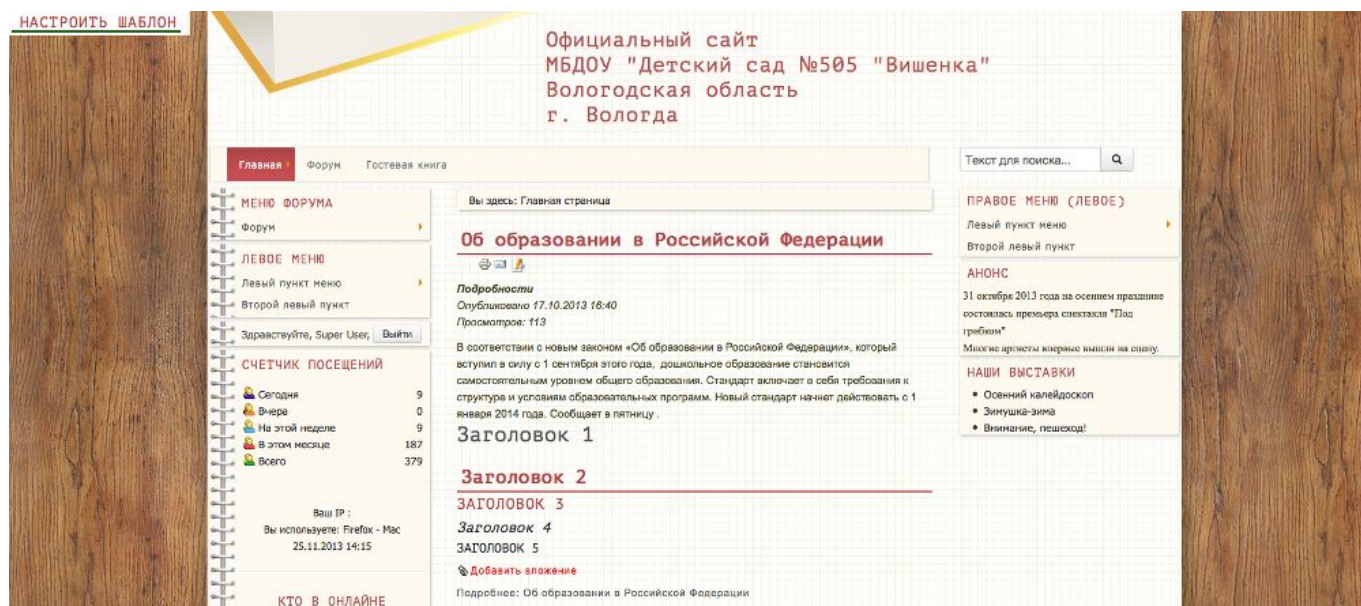 НАСТРОИТЬ ШАБЛОН
Официальный сайт
МБДОУ "Детский сад №505 "Вишенка"
Вологодская область
г. Вологда
Главная
Форум
Гостевая книга
Текст для поиска...
МЕНЮ ФОРУМА
Форум
ЛЕВОЕ МЕНЮ
Левый пункт меню
Второй левый пункт
Здравствуйте, Super User,
Выйти
СЧЕТЧИК ПОСЕЩЕНИЙ
Сегодня 9
Вчера 0
На этой неделе 9
В этом месяце 187
Всего 379
Ваш IP :
Вы используете: Firefox - Mac
25.11.2013 14:15
КТО В ОНЛАЙНЕ
Вы здесь: Главная страница
Об образовании в Российской Федерации
Подробности
Опубликовано 17.10.2013 16:40
Просмотров: 113
В соответствии с новым законом «Об образовании в Российской Федерации», который
вступил в силу с 1 сентября этого года, дошкольное образование становится
самостоятельным уровнем общего образования. Стандарт включает в себя требования к
структуре и условиям образовательных программ. Новый стандарт начнет действовать с 1
января 2014 года. Сообщает в пятницу .
Заголовок 1
Заголовок 2
ЗАГОЛОВОК 3
Заголовок 4
ЗАГОЛОВОК 5
Добавить вложение
Подробнее: Об образовании в Российской Федерации
ПРАВОЕ МЕНЮ (ЛЕВОЕ)
Левый пункт меню
Второй левый пункт
АНОНС
31 октября 2013 года на осеннем празднике
состоялась премьера спектакля "Под
грибком"
Многие артисты впервые вышли на сцену.
НАШИ ВЫСТАВКИ
Осенний калейдоскоп
Зимушка-зима
Внимание, пешеход!